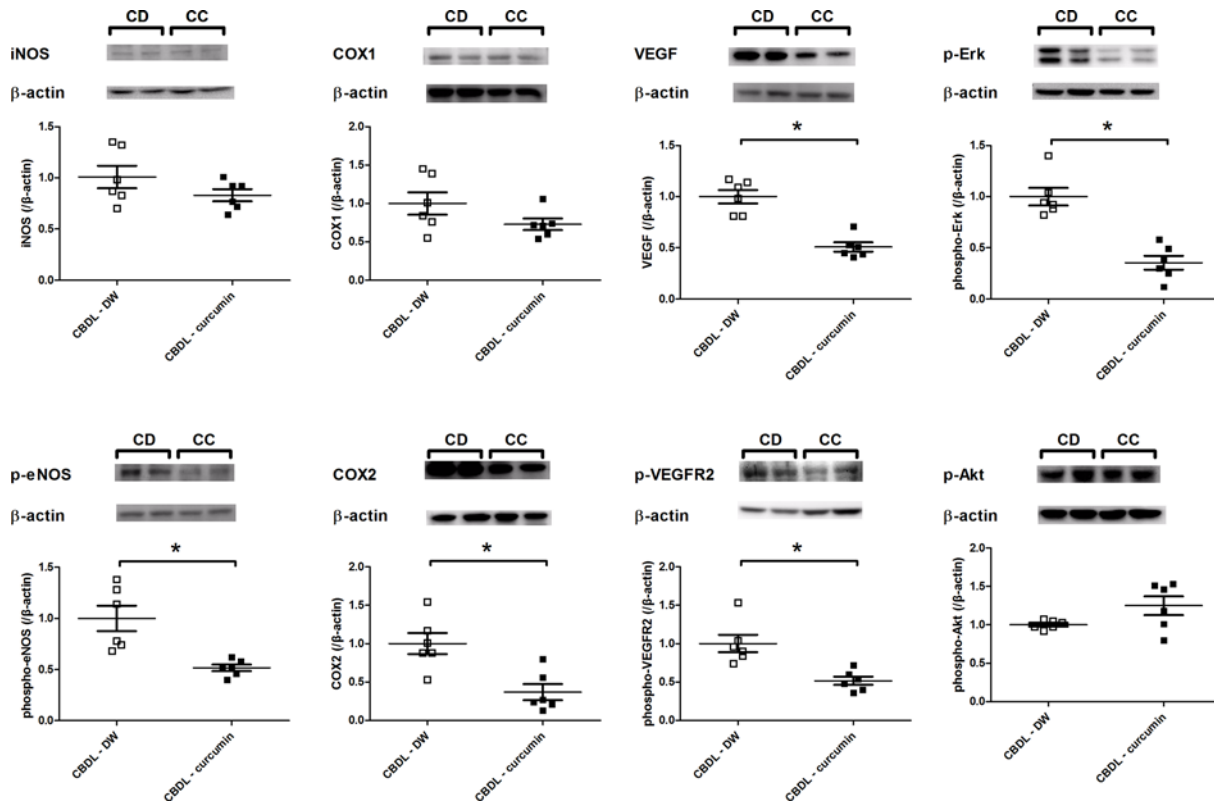 CD CC
iNOS
β-actin
1.5
1.0
0.5
0.0
iNOS (/β-actin)
CBDL - DW
CBDL - curcumin
CD CC
COX1
β-actin
2.0
1.5
1.0
0.5
0.0
COX1 (/β-actin)
CBDL - DW
CBDL - curcumin
CD CC
VEGF
β-actin
*
1.5
1.0
0.5
0.0
VEGF (/β-actin)
CBDL - DW
CBDL - curcumin
CD CC
p-Erk
β-actin
*
1.5
1.0
0.5
0.0
phospho-Erk (/β-actin)
CBDL - DW
CBDL - curcumin
CD CC
p-eNOS
β-actin
*
1.5
1.0
0.5
0.0
phospho-eNOS (/β-actin)
CBDL - DW
CBDL - curcumin
CD CC
COX2
β-actin
*
2.0
1.5
1.0
0.5
0.0
COX2 (/β-actin)
CBDL - DW
CBDL - curcumin
CD CC
p-VEGFR2
β-actin
*
2.0
1.5
1.0
0.5
0.0
phospho-VEGFR2 (/β-actin)
CBDL - DW
CBDL - curcumin
CD CC
p-Akt
β-actin
2.0
1.5
1.0
0.5
0.0
phospho-Akt (/β-actin)
CBDL - DW
CBDL - curcumin